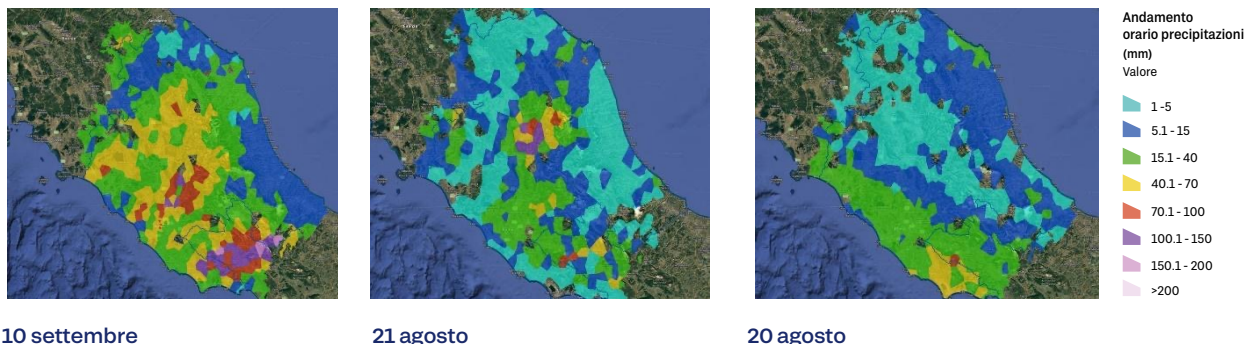 Andamento
orario precipitazioni
(mm)
Valore
1 -5
5.1 - 15
15.1 - 40
40.1 - 70
70.1 - 100
100.1 - 150
150.1 - 200
>200
10 settembre
21 agosto
20 agosto